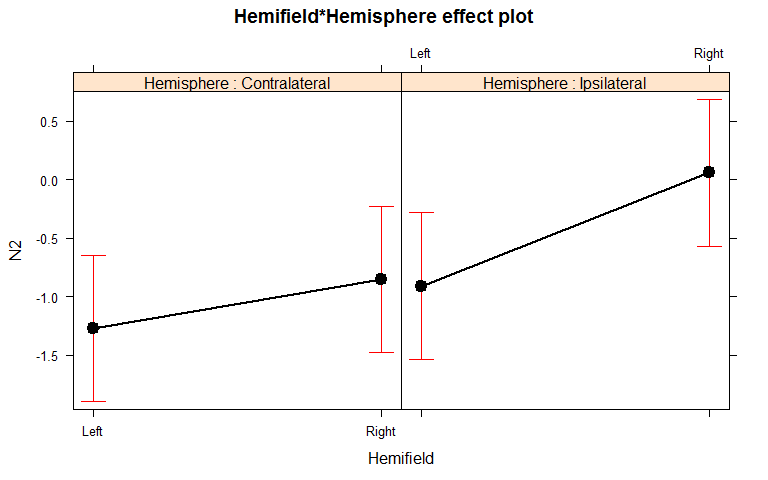 Hemifield*Hemisphere effect plot
Left Right
Hemisphere : Contralateral Hemisphere : Ipsilateral
0.5
0.0
-0.5
-1.0
-1.5
N2
Left Right
Hemifield